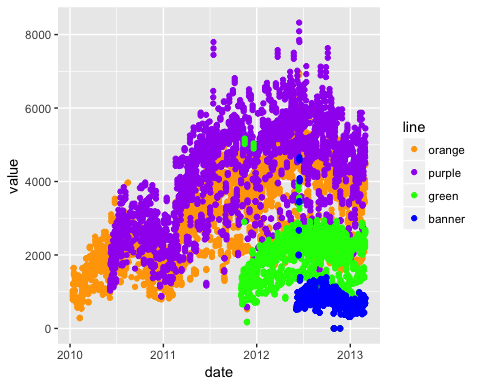 8000
6000
4000
2000
0
value
2010
2011
2012
2013
date
line
orange
purple
green
banner